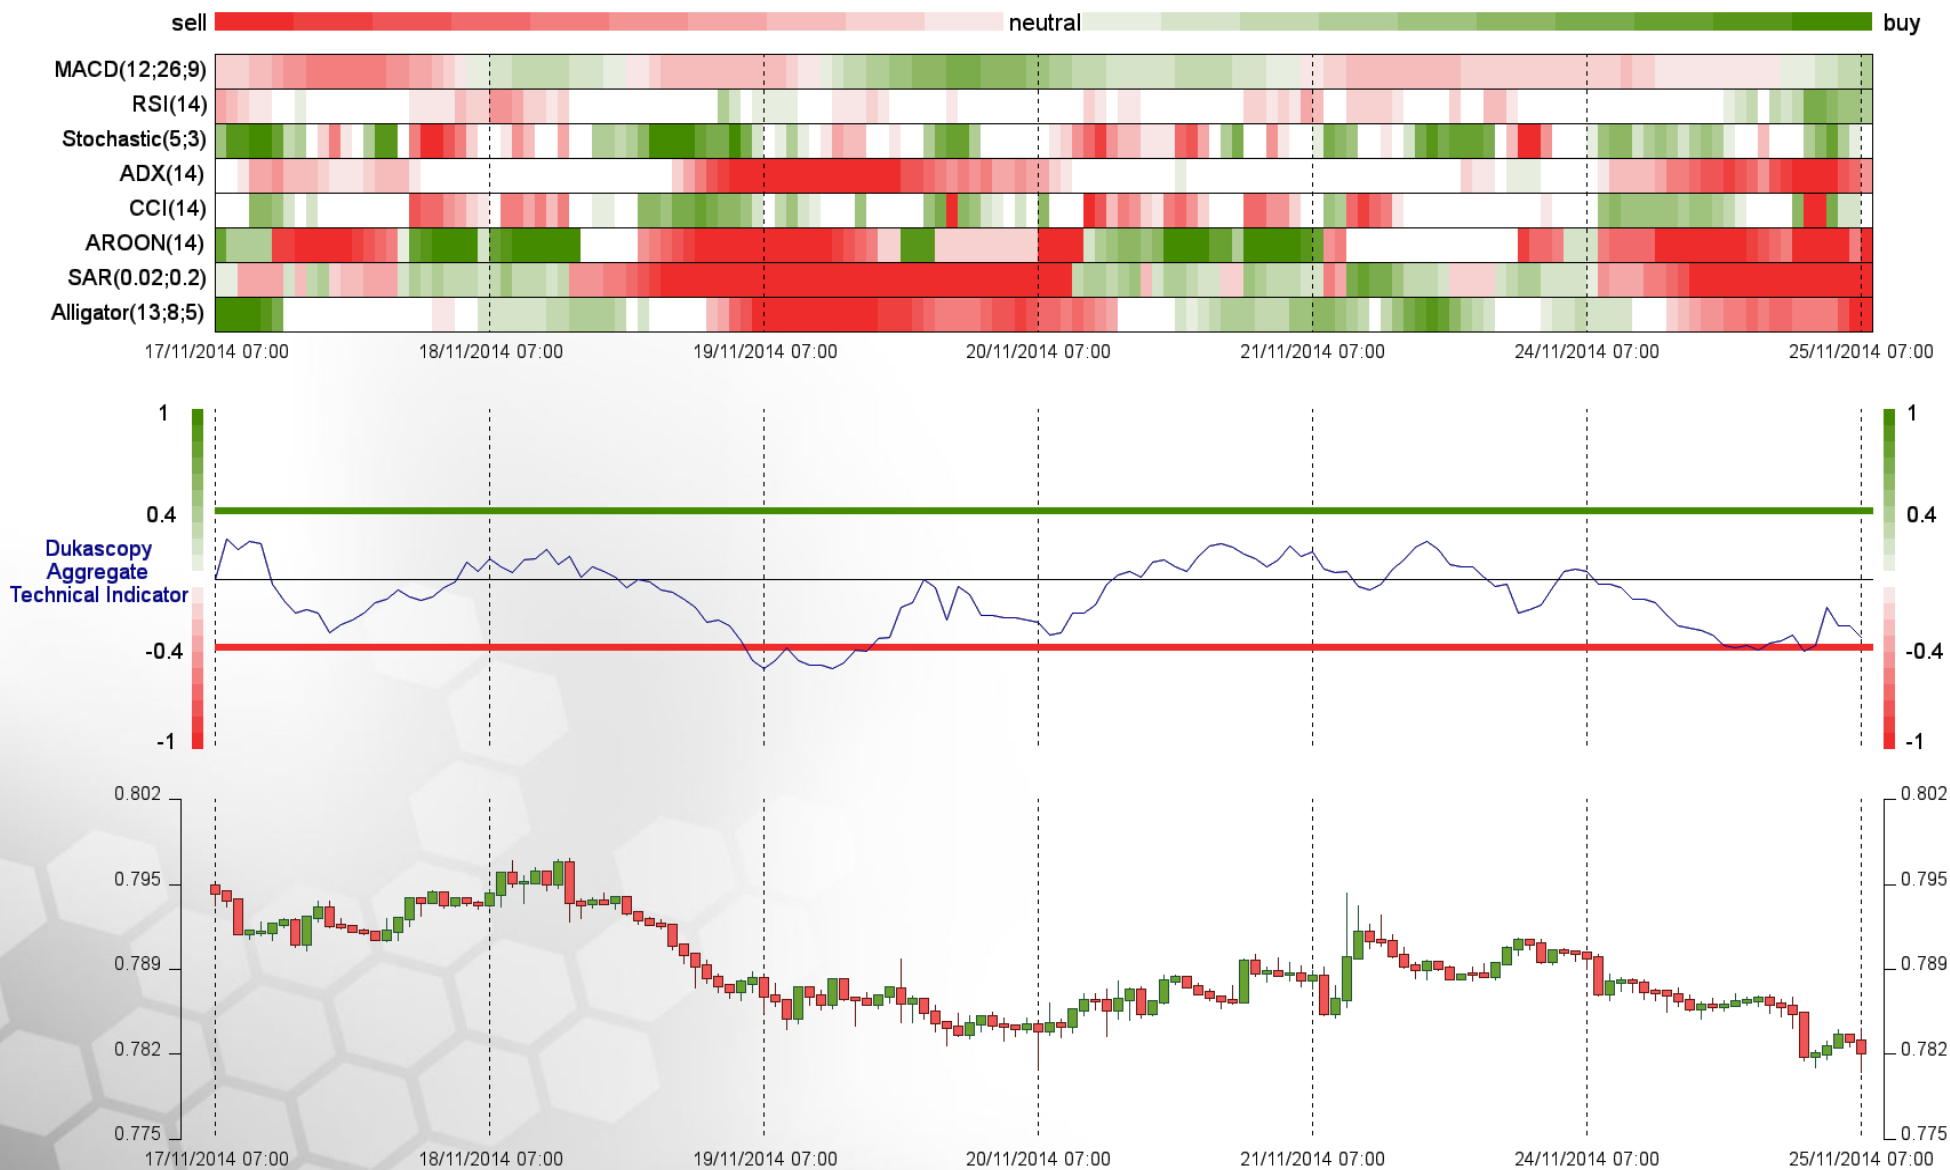 sell neutral buy
MACD(12;26;9)
RSI(14)
Stochastic(5;3)
ADX(14)
CCI(14)
AROON(14)
SAR(0.02;0.2)
Alligator(13;8;5)
17/11/2014 07:00 18/11/2014 07:00 19/11/2014 07:00 20/11/2014 07:00 21/11/2014 07:00 24/11/2014 07:00 25/11/2014 07:00
1 1
0.4 0.4
Dukascopy
Aggregate
Technical Indicator
-0.4 -0.4
-1 -1
0.802 0.802
0.795 0.795
0.789 0.789
0.782 0.782
0.775 0.775
17/11/2014 07:00 18/11/2014 07:00 19/11/2014 07:00 20/11/2014 07:00 21/11/2014 07:00 24/11/2014 07:00 25/11/2014 07:00